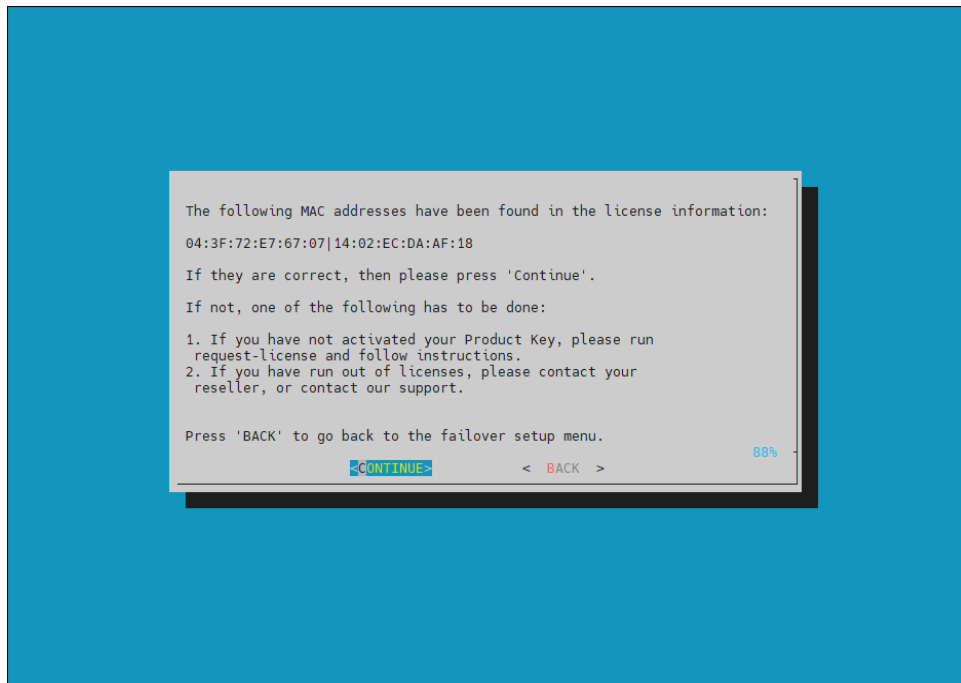 The following MAC addresses have been found in the license information:
04:3F:72:E7:67:07|14:02:EC:DA:AF:18
If they are correct, then please press 'Continue'.
If not, one of the following has to be done:
1. If you have not activated your Product Key, please run
request-license and follow instructions.
2. If you have run out of licenses, please contact your
reseller, or contact our support.
Press 'BACK' to go back to the failover setup menu.
88%
<CONTINUE> < BACK >